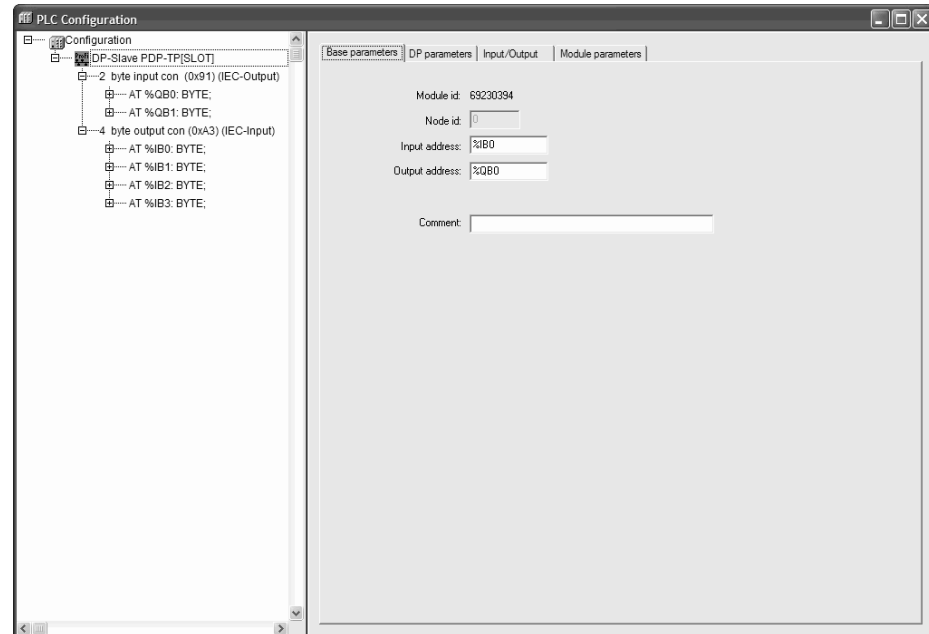 PLC Configuration
Configuration
DP-Slave PDP-TP[SLOT]
2 byte input con (0x91) (IEC-Output)
AT %QB0: BYTE;
AT %QB1: BYTE;
4 byte output con (0xA3) (IEC-Input)
AT %IB0: BYTE;
AT %IB1: BYTE;
AT %IB2: BYTE;
AT %IB3: BYTE;
Base parameters DP parameters Input/Output Module parameters
Module id: 69230394
Node id: 0
Input address: %IB0
Output address: %QB0
Comment: